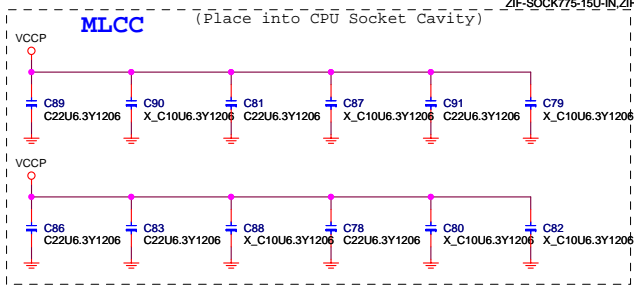 ZIF-SOCK775-15U-IN,ZIF
MLCC (Place into CPU Socket Cavity)
VCCP
C89 C90 C81 C87 C91 C79
C22U6.3Y1206 X_C10U6.3Y1206 C22U6.3Y1206 X_C10U6.3Y1206 C22U6.3Y1206 X_C10U6.3Y1206
VCCP
C86 C83 C88 C78 C80 C82
C22U6.3Y1206 C22U6.3Y1206 X_C10U6.3Y1206 C22U6.3Y1206 X_C10U6.3Y1206 X_C10U6.3Y1206